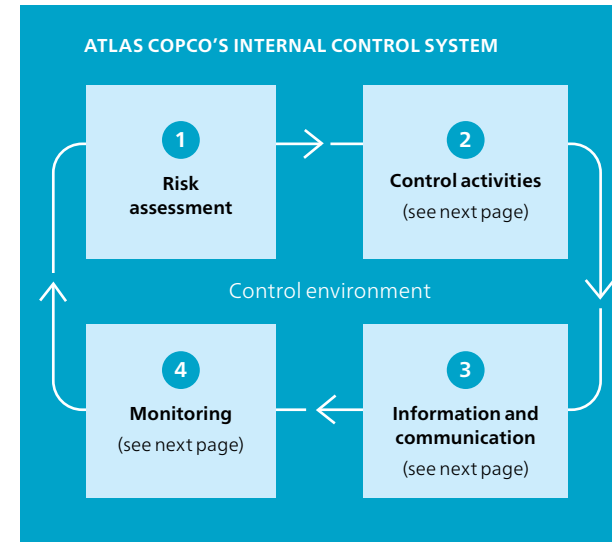 ATLAS COPCO'S INTERNAL CONTROL SYSTEM
1
Risk
assessment
2
Control activities
(see next page)
Control environment
4
Monitoring
(see next page)
3
Information and
communication
(see next page)